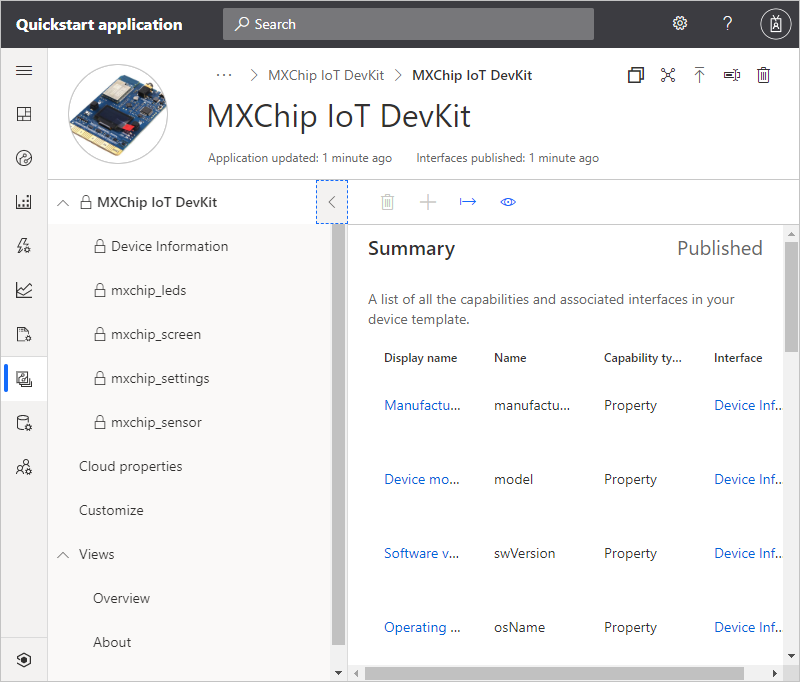 Quickstart application
Search
?
··· MXChip IoT DevKit MXChip IoT DevKit
MXChip IoT DevKit
Application updated: 1 minute ago Interfaces published: 1 minute ago
MXChip IoT DevKit
Device Information
mxchip_leds
mxchip_screen
mxchip_settings
mxchip_sensor
Cloud properties
Customize
Views
Overview
About
Summary Published
A list of all the capabilities and associated interfaces in your
device template.
Display name Name Capability ty... Interface
Manufactu... manufactu... Property Device Inf...
Device mo... model Property Device Inf...
Software v... swVersion Property Device Inf...
Operating ... osName Property Device Inf...